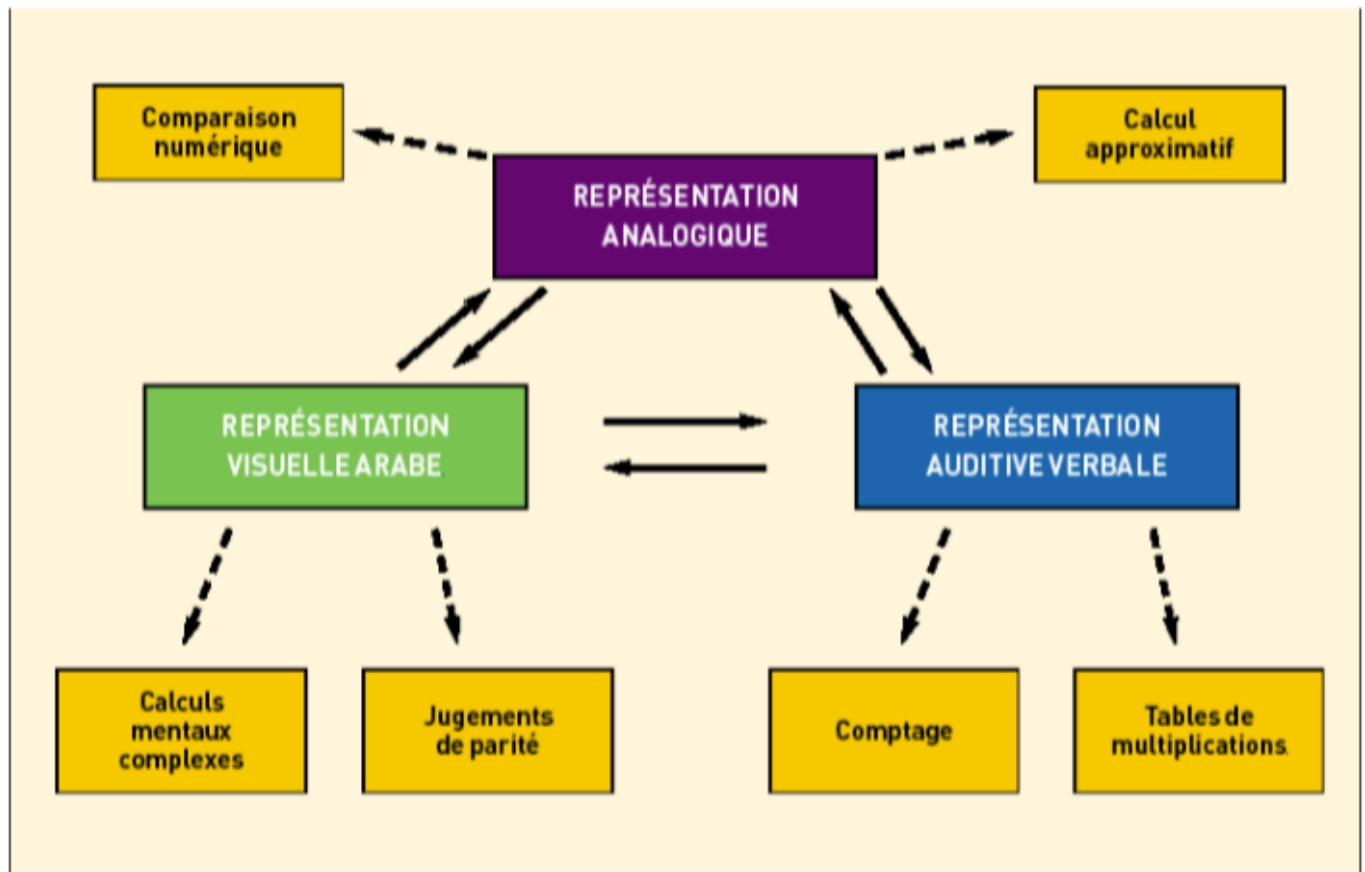 Comparaison
numérique
Calcul
approximatif
REPRÉSENTATION
ANALOGIQUE
REPRÉSENTATION
VISUELLE ARABE
REPRÉSENTATION
AUDITIVE VERBALE
Calculs
mentaux
complexes
Jugements
de parité
Comptage
Tables de
multiplications